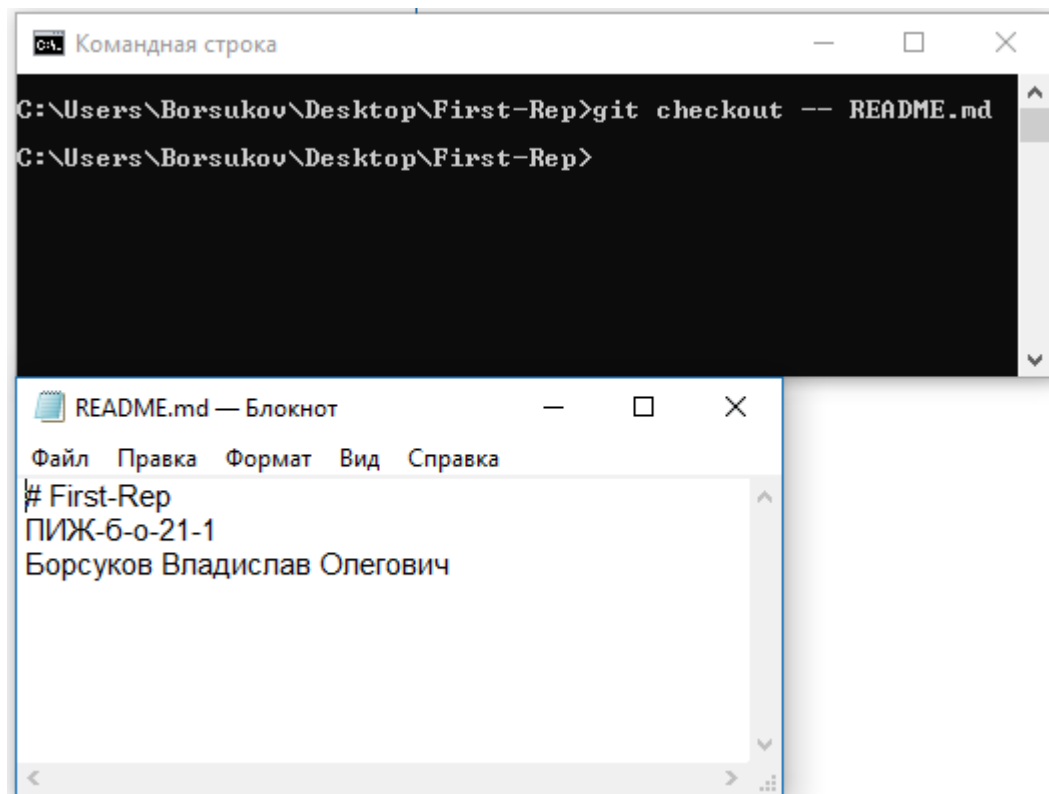 Командная строка
C:\Users\Borsukov\Desktop\First-Rep>git checkout -- README.md
C:\Users\Borsukov\Desktop\First-Rep>
README.md — Блокнот
Файл Правка Формат Вид Справка
# First-Rep
ПИЖ-б-о-21-1
Борсуков Владислав Олегович